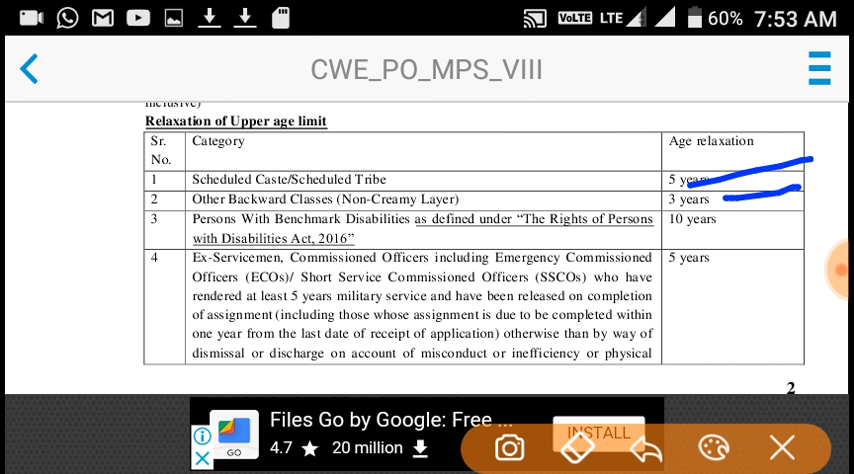 VoLTE LTE 60% 7:53 AM
CWE_PO_MPS_VIII
inclusive)
Relaxation of Upper age limit
Sr. No. Category Age relaxation
1 Scheduled Caste/Scheduled Tribe 5 years
2 Other Backward Classes (Non-Creamy Layer) 3 years
3 Persons With Benchmark Disabilities as defined under “The Rights of Persons 10 years
with Disabilities Act, 2016”
4 Ex-Servicemen, Commissioned Officers including Emergency Commissioned 5 years
Officers (ECOs)/ Short Service Commissioned Officers (SSCOs) who have
rendered at least 5 years military service and have been released on completion
of assignment (including those whose assignment is due to be completed within
one year from the last date of receipt of application) otherwise than by way of
dismissal or discharge on account of misconduct or inefficiency or physical
2
GO
Files Go by Google: Free ...
4.7 ★ 20 million
INSTALL